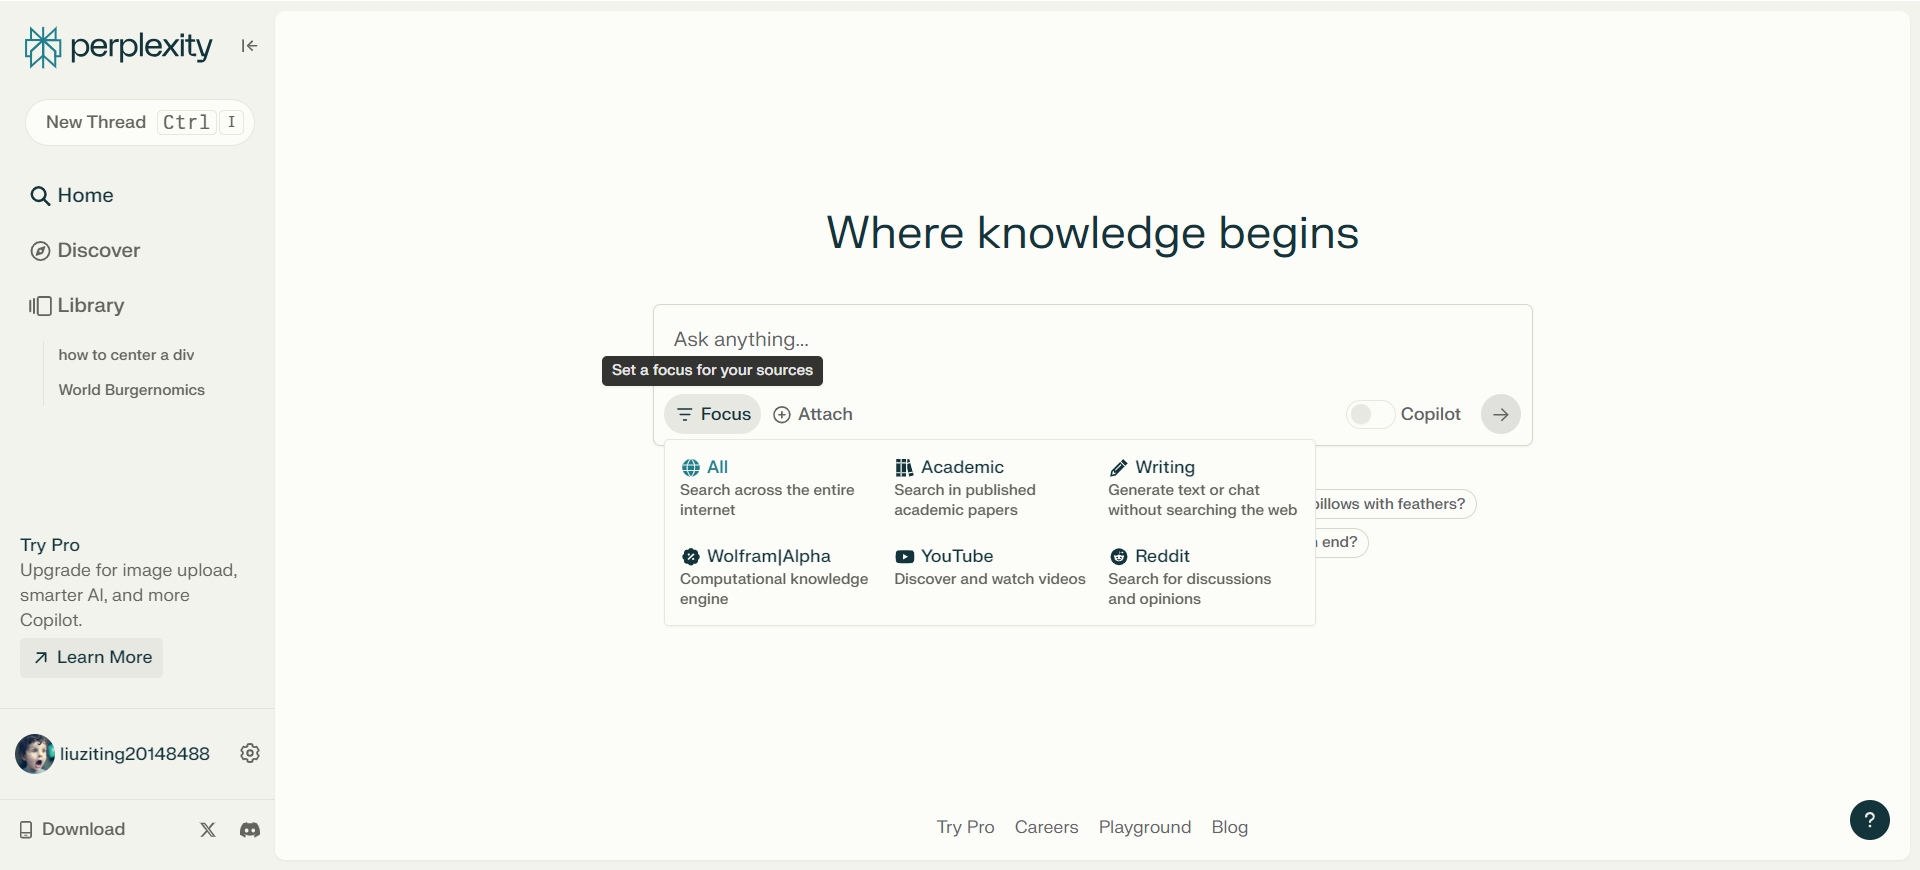 perplexity
New Thread Ctrl I
Home
Discover
Library
how to center a div
World Burgernomics
Try Pro
Upgrade for image upload,
smarter AI, and more
Copilot.
Learn More
liuziting20148488
Download
Where knowledge begins
Ask anything...
Set a focus for your sources
Focus Attach Copilot
All
Search across the entire
internet
Academic
Search in published
academic papers
Writing
Generate text or chat
without searching the web
Wolfram|Alpha
Computational knowledge
engine
YouTube
Discover and watch videos
Reddit
Search for discussions
and opinions
pillows with feathers?
end?
Try Pro Careers Playground Blog
?